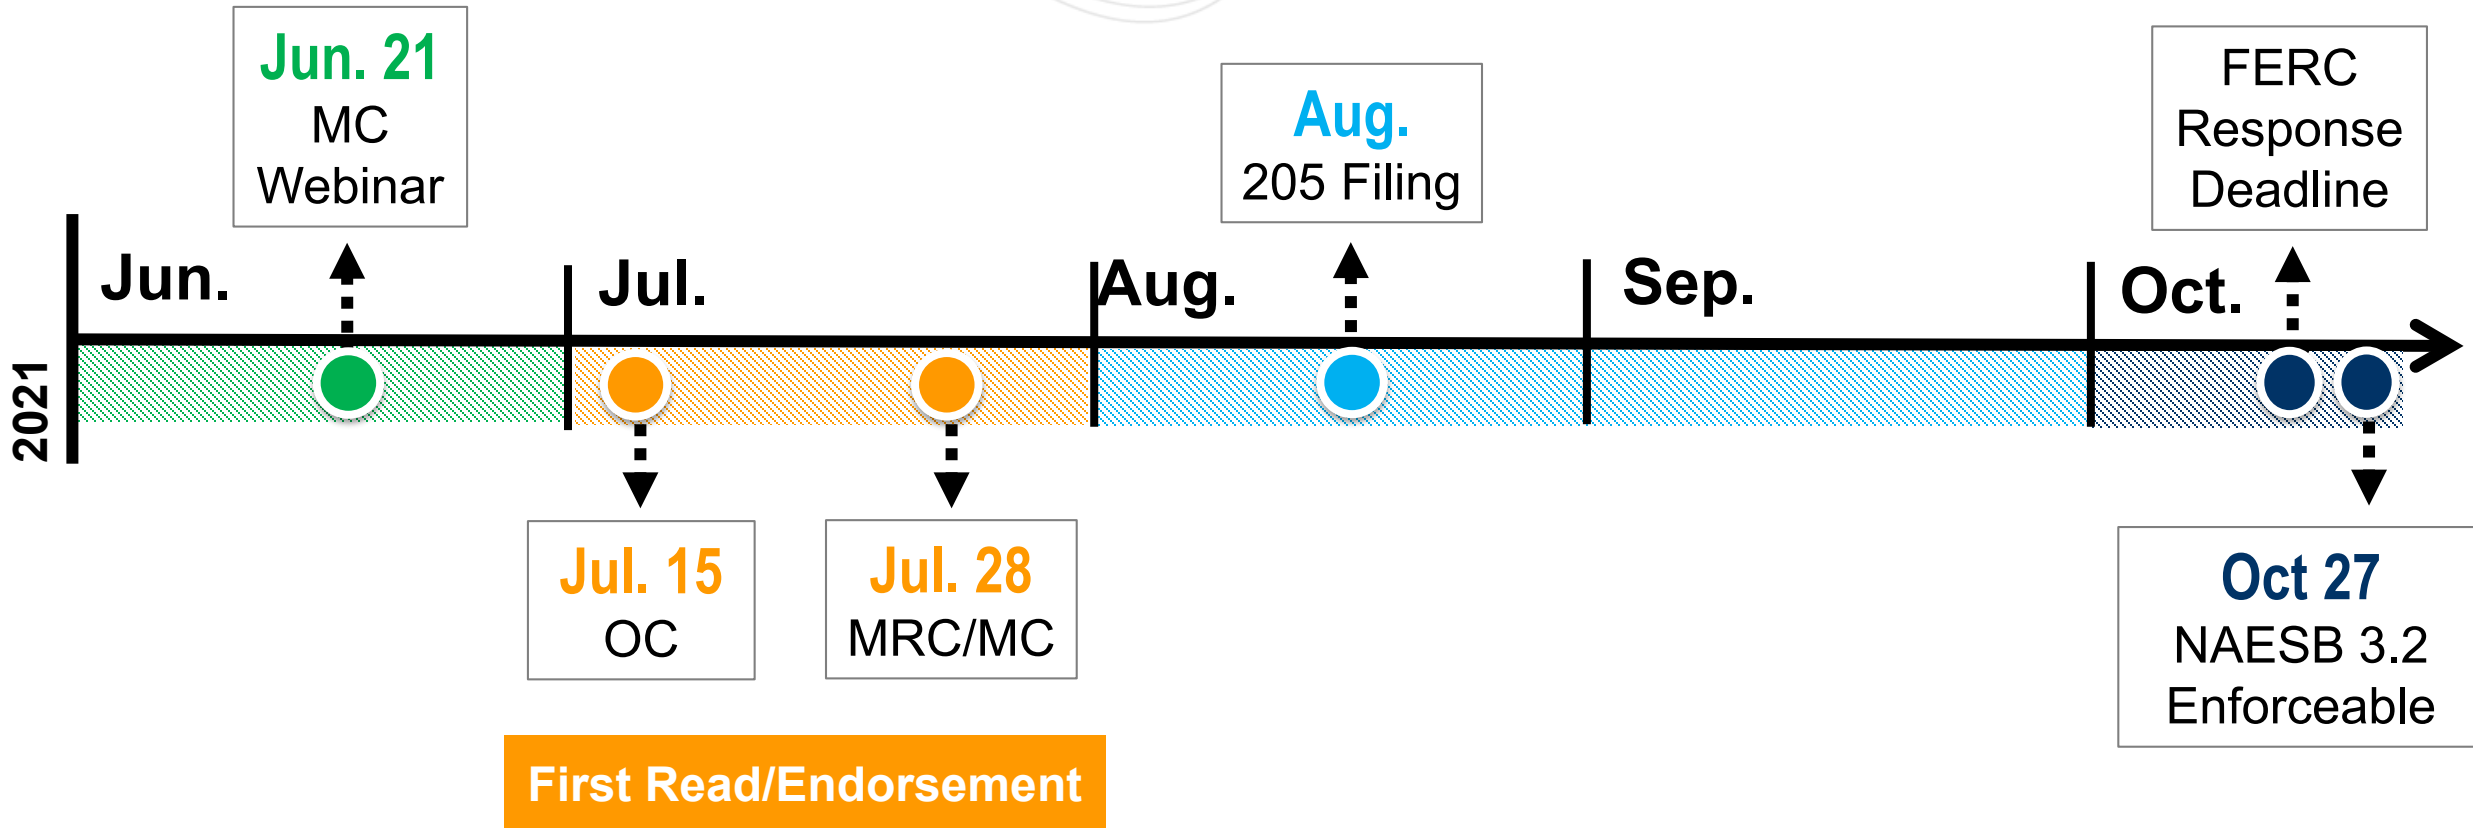 Jun. 21
MC
Webinar
Aug.
205 Filing
FERC
Response
Deadline
Jun.
Jul.
Aug.
Sep.
Oct.
2021
Jul. 15
OC
Jul. 28
MRC/MC
Oct 27
NAESB 3.2
Enforceable
First Read/Endorsement